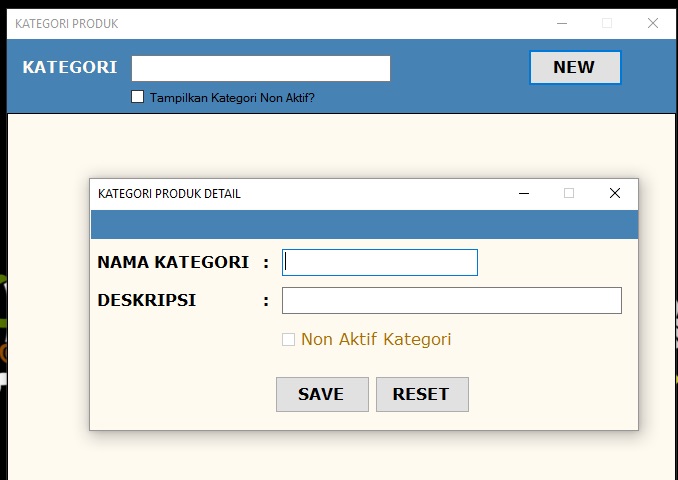 KATEGORI PRODUK
KATEGORI
NEW
Tampilkan Kategori Non Aktif?
KATEGORI PRODUK DETAIL
NAMA KATEGORI :
DESKRIPSI :
Non Aktif Kategori
SAVE RESET